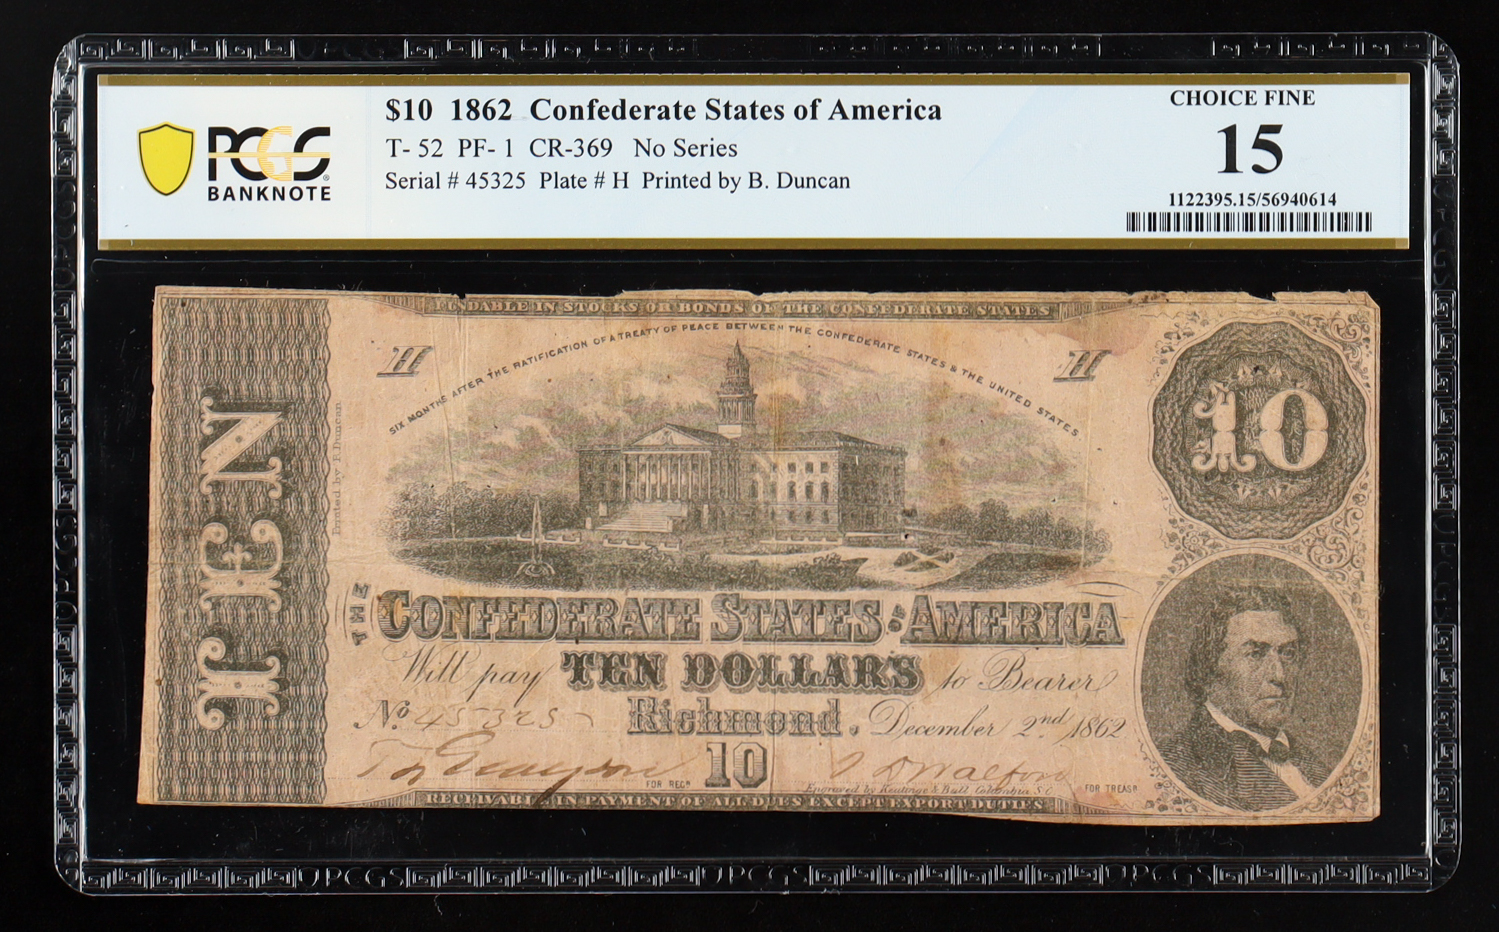 PCGS
BANKNOTE
$10 1862 Confederate States of America
T- 52 PF- 1 CR-369 No Series
Serial # 45325 Plate # H Printed by B. Duncan
CHOICE FINE
15
1122395.15/56940614
FUNDABLE IN STOCKS OR BONDS OF THE CONFEDERATE STATES
SIX MONTHS AFTER THE RATIFICATION OF A TREATY OF PEACE BETWEEN THE CONFEDERATE STATES & THE UNITED STATES
H
H
10
TEN
Printed by B. Duncan
THE CONFEDERATE STATES OF AMERICA
Will pay TEN DOLLARS to Bearer
No. 45325 Richmond, December 2nd 1862
10
FOR REGR
Engraved by Keatinge & Ball, Columbia, S.C.
FOR TREASR
RECEIVABLE IN PAYMENT OF ALL DUES EXCEPT EXPORT DUTIES